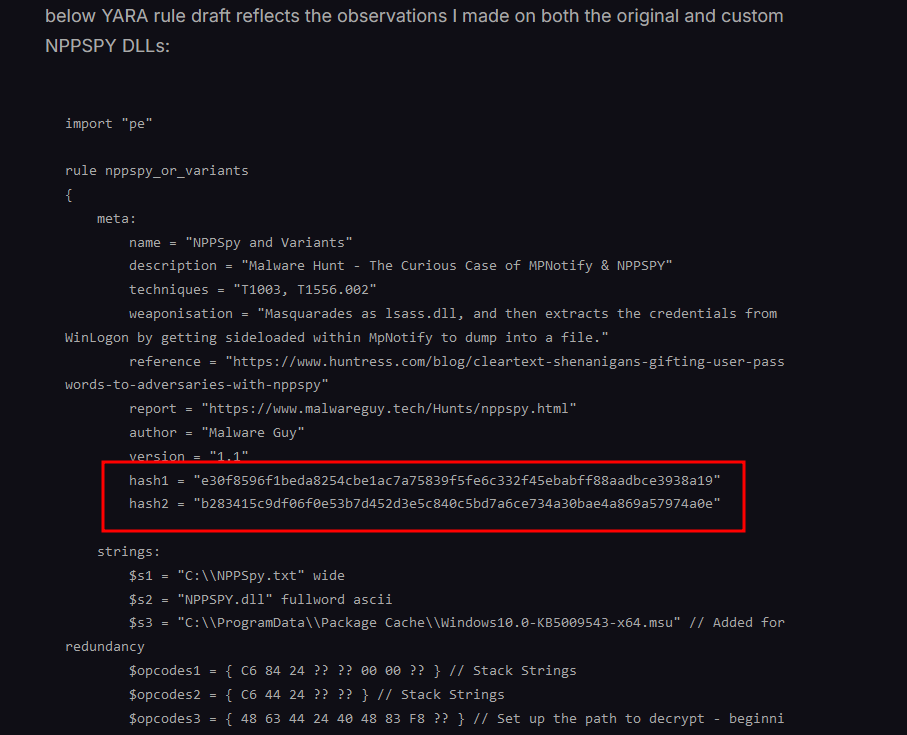 below YARA rule draft reflects the observations I made on both the original and custom
NPPSPY DLLs:
import "pe"
rule nppspy_or_variants
{
meta:
name = "NPPSpy and Variants"
description = "Malware Hunt - The Curious Case of MPNotify & NPPSPY"
techniques = "T1003, T1556.002"
weaponisation = "Masquarades as lsass.dll, and then extracts the credentials from
WinLogon by getting sideloaded within MpNotify to dump into a file."
reference = "https://www.huntress.com/blog/cleartext-shenanigans-gifting-user-pass
words-to-adversaries-with-nppspy"
report = "https://www.malwareguy.tech/Hunts/nppspy.html"
author = "Malware Guy"
version = "1.1"
hash1 = "e30f8596f1beda8254cbe1ac7a75839f5fe6c332f45ebabff88aadbce3938a19"
hash2 = "b283415c9df06f0e53b7d452d3e5c840c5bd7a6ce734a30bae4a869a57974a0e"
strings:
$s1 = "C:\\NPPSpy.txt" wide
$s2 = "NPPSPY.dll" fullword ascii
$s3 = "C:\\ProgramData\\Package Cache\\Windows10.0-KB5009543-x64.msu" // Added for
redundancy
$opcodes1 = { C6 84 24 ?? ?? 00 00 ?? } // Stack Strings
$opcodes2 = { C6 44 24 ?? ?? } // Stack Strings
$opcodes3 = { 48 63 44 24 40 48 83 F8 ?? } // Set up the path to decrypt - beginni